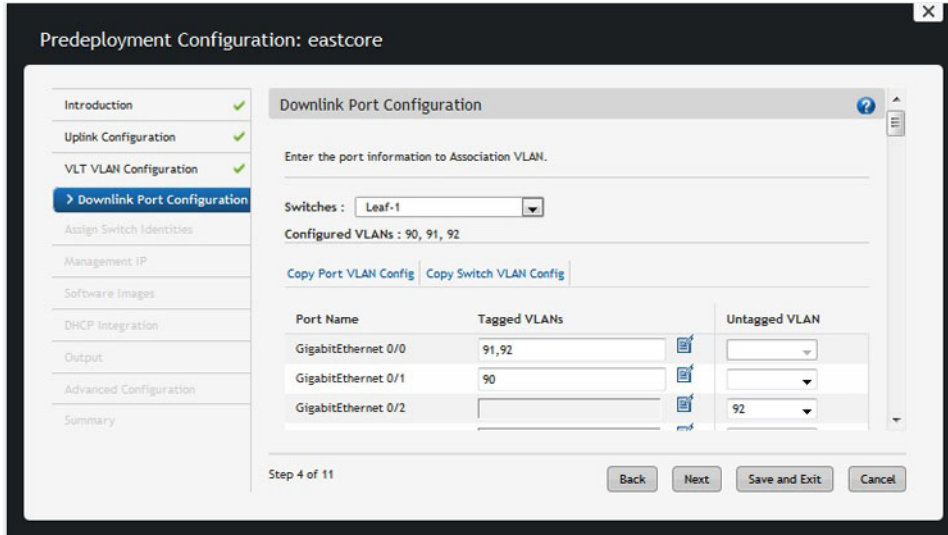 Predeployment Configuration: eastcore
Introduction
Uplink Configuration
VLT VLAN Configuration
> Downlink Port Configuration
Assign Switch Identities
Management IP
Software Images
DHCP Integration
Output
Advanced Configuration
Summary
Downlink Port Configuration
Enter the port information to Association VLAN.
Switches : Leaf-1
Configured VLANs : 90, 91, 92
Copy Port VLAN Config Copy Switch VLAN Config
Port Name Tagged VLANs Untagged VLAN
GigabitEthernet 0/0 91,92
GigabitEthernet 0/1 90
GigabitEthernet 0/2 92
Step 4 of 11
Back Next Save and Exit Cancel